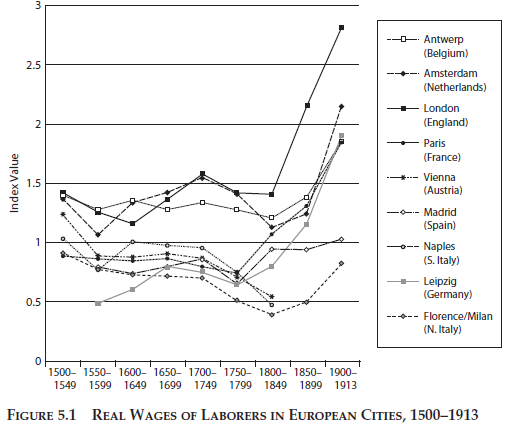 3
2.5
2
1.5
1
0.5
0
Index Value
1500– 1550– 1600– 1650– 1700– 1750– 1800– 1850– 1900–
1549 1599 1649 1699 1749 1799 1849 1899 1913
Antwerp
(Belgium)
Amsterdam
(Netherlands)
London
(England)
Paris
(France)
Vienna
(Austria)
Madrid
(Spain)
Naples
(S. Italy)
Leipzig
(Germany)
Florence/Milan
(N. Italy)
FIGURE 5.1 REAL WAGES OF LABORERS IN EUROPEAN CITIES, 1500–1913